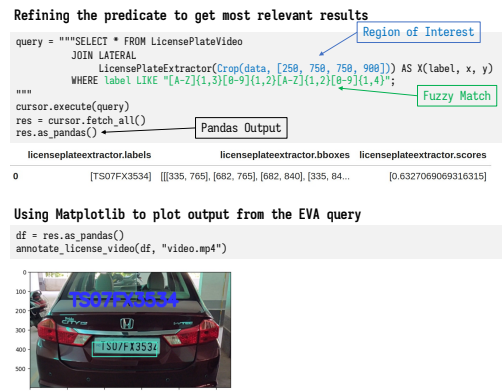 Refining the predicate to get most relevant results
Region of Interest
query = """SELECT * FROM LicensePlateVideo
JOIN LATERAL
LicensePlateExtractor(Crop(data, [250, 750, 750, 900])) AS X(label, x, y)
WHERE label LIKE "[A-Z]{1,3}[0-9]{1,2}[A-Z]{1,2}[0-9]{1,4}";
"""
Fuzzy Match
cursor.execute(query)
res = cursor.fetch_all()
res.as_pandas()
Pandas Output
licenseplateextractor.labels licenseplateextractor.bboxes licenseplateextractor.scores
0 [TS07FX3534] [[[335, 765], [682, 765], [682, 840], [335, 84... [0.6327069069316315]
Using Matplotlib to plot output from the EVA query
df = res.as_pandas()
annotate_license_video(df, "video.mp4")
0
100
TS07FX3534
200
300
CITY
400
TS07FX3534
500